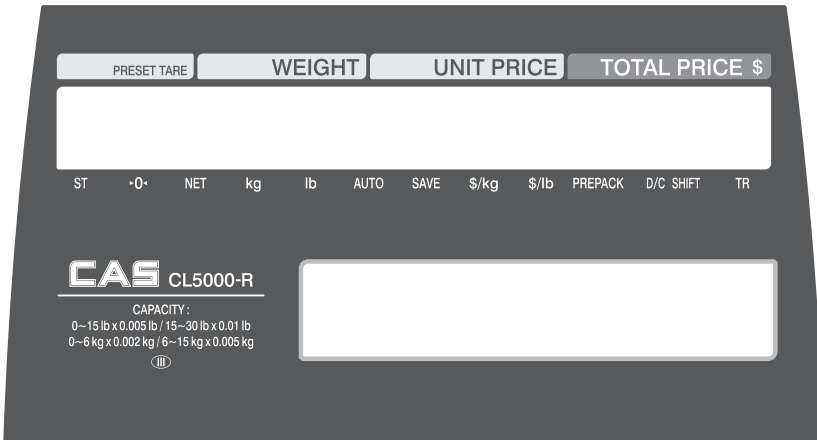 PRESET TARE WEIGHT UNIT PRICE TOTAL PRICE $
ST ▸0◂ NET kg lb AUTO SAVE $/kg $/lb PREPACK D/C SHIFT TR
CAS CL5000-R
CAPACITY :
0~15 lb x 0.005 lb / 15~30 lb x 0.01 lb
0~6 kg x 0.002 kg / 6~15 kg x 0.005 kg
III